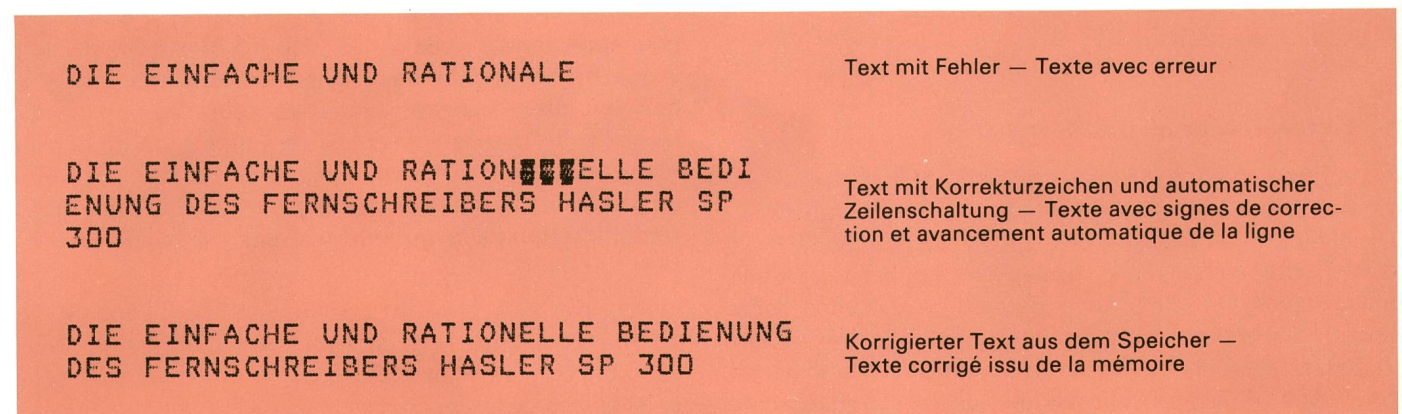 DIE EINFACHE UND RATIONALE
Text mit Fehler — Texte avec erreur
DIE EINFACHE UND RATIONELLE BEDI
ENUNG DES FERNSCHREIBERS HASLER SP
300
Text mit Korrekturzeichen und automatischer
Zeilenschaltung — Texte avec signes de correc-
tion et avancement automatique de la ligne
DIE EINFACHE UND RATIONELLE BEDIENUNG
DES FERNSCHREIBERS HASLER SP 300
Korrigierter Text aus dem Speicher —
Texte corrigé issu de la mémoire